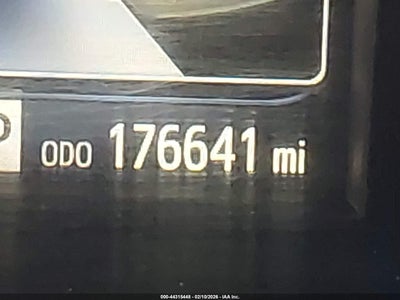 ODO 176641 mi
000-44315448 - 02/10/2026 - IAA Inc.